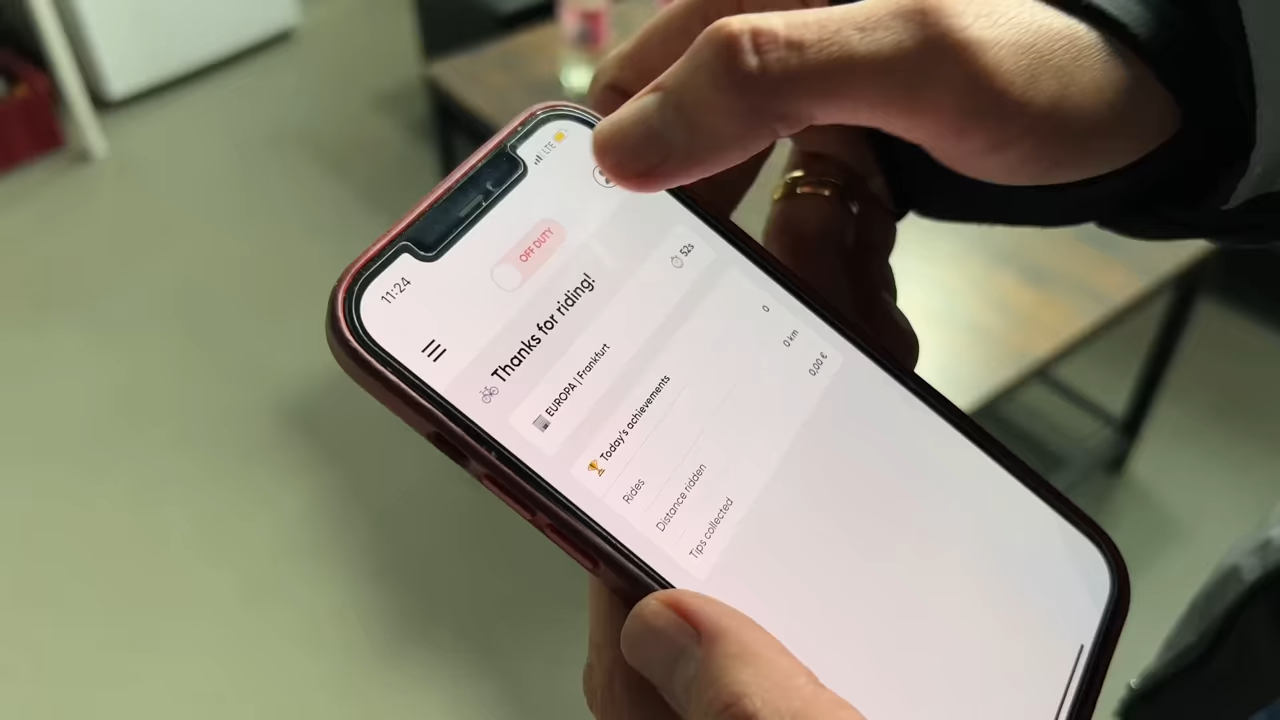 11:24
LTE
OFF DUTY
Thanks for riding!
EUROPA | Frankfurt
52s
Today's achievements
Rides 0
Distance ridden 0 km
Tips collected 0,00 €